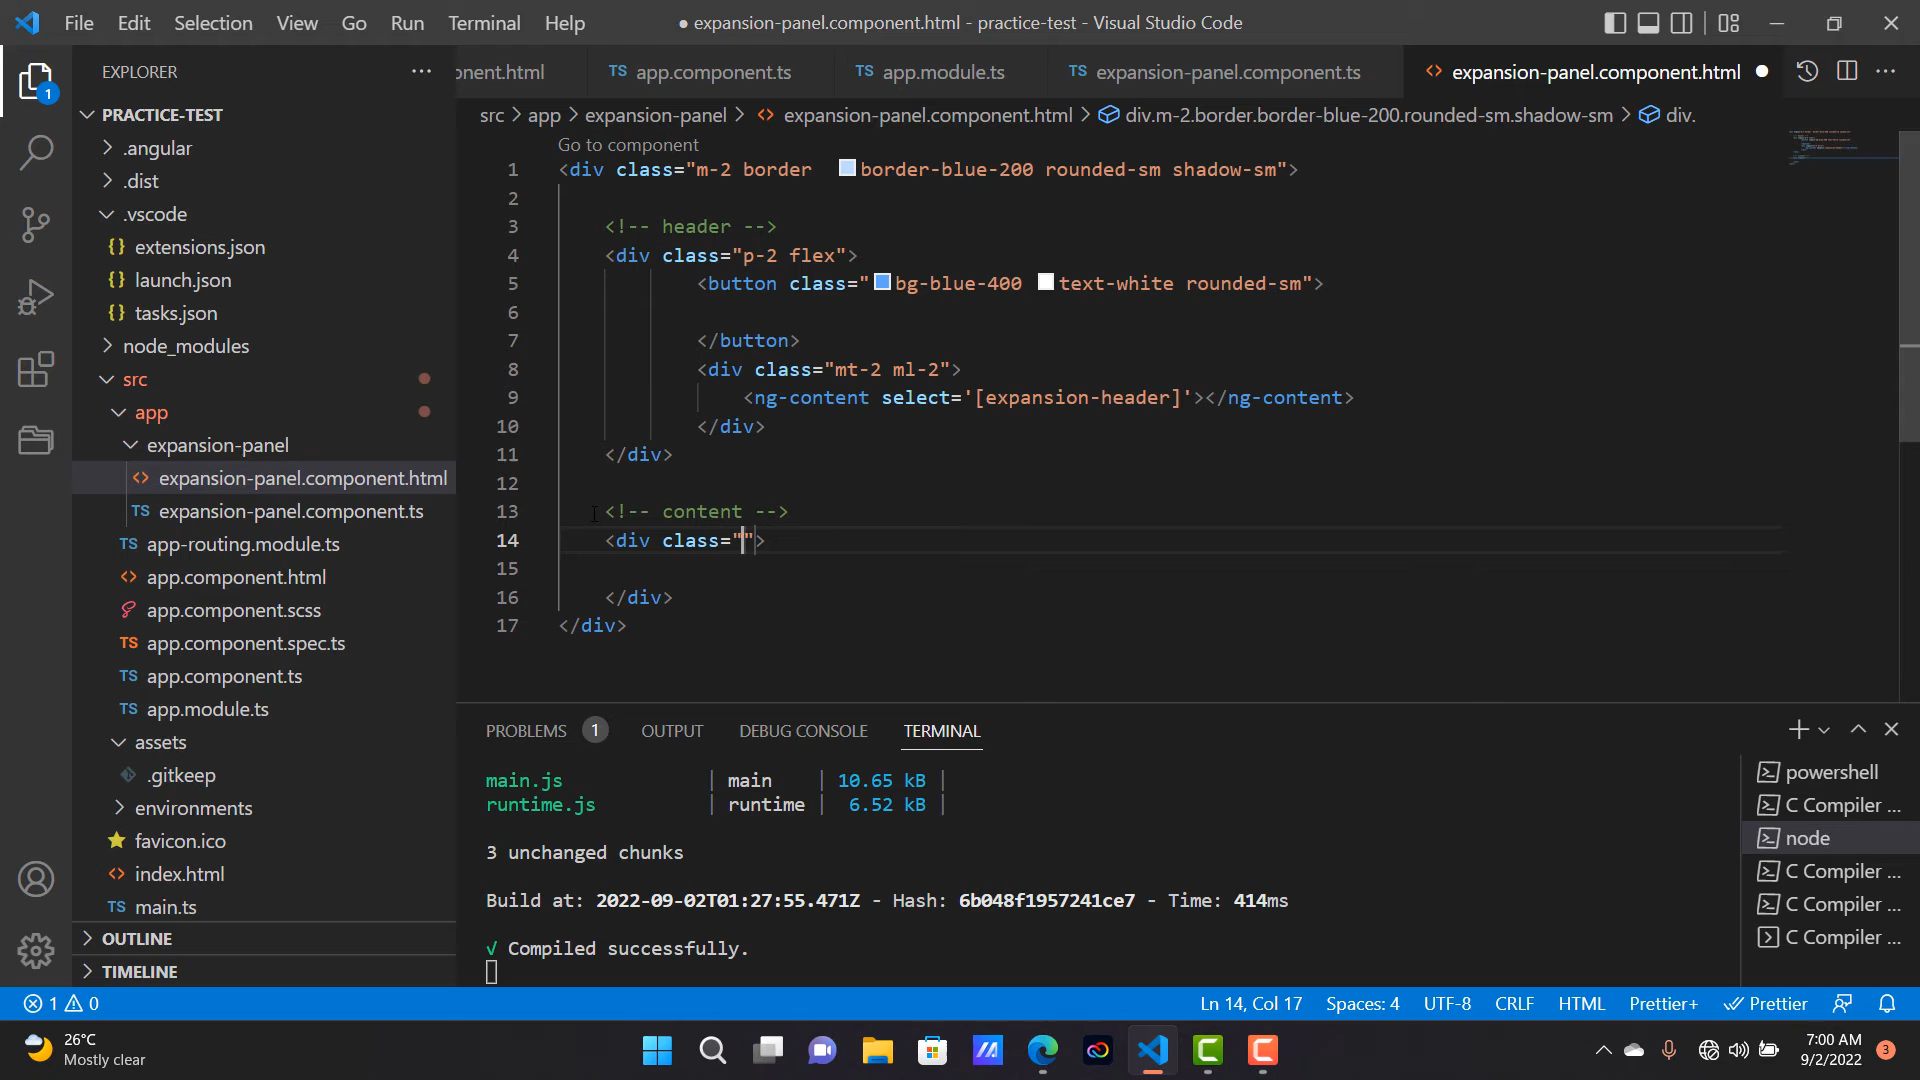 File Edit Selection View Go Run Terminal Help
● expansion-panel.component.html - practice-test - Visual Studio Code
EXPLORER
1
PRACTICE-TEST
> .angular
> .dist
.vscode
{} extensions.json
{} launch.json
{} tasks.json
> node_modules
src
app
expansion-panel
<> expansion-panel.component.html
TS expansion-panel.component.ts
TS app-routing.module.ts
<> app.component.html
app.component.scss
TS app.component.spec.ts
TS app.component.ts
TS app.module.ts
assets
.gitkeep
> environments
favicon.ico
<> index.html
TS main.ts
> OUTLINE
> TIMELINE
onent.html TS app.component.ts TS app.module.ts TS expansion-panel.component.ts <> expansion-panel.component.html ●
src > app > expansion-panel > <> expansion-panel.component.html > div.m-2.border.border-blue-200.rounded-sm.shadow-sm > div.
Go to component
1 <div class="m-2 border border-blue-200 rounded-sm shadow-sm">
2
3 <!-- header -->
4 <div class="p-2 flex">
5 <button class="bg-blue-400 text-white rounded-sm">
6
7 </button>
8 <div class="mt-2 ml-2">
9 <ng-content select='[expansion-header]'></ng-content>
10 </div>
11 </div>
12
13 <!-- content -->
14 <div class="">
15
16 </div>
17 </div>
PROBLEMS 1 OUTPUT DEBUG CONSOLE TERMINAL
main.js | main | 10.65 kB |
runtime.js | runtime | 6.52 kB |
3 unchanged chunks
Build at: 2022-09-02T01:27:55.471Z - Hash: 6b048f1957241ce7 - Time: 414ms
√ Compiled successfully.
powershell
C Compiler ...
node
C Compiler ...
C Compiler ...
C Compiler ...
1 0 Ln 14, Col 17 Spaces: 4 UTF-8 CRLF HTML Prettier+ Prettier
26°C
Mostly clear
7:00 AM
9/2/2022
3